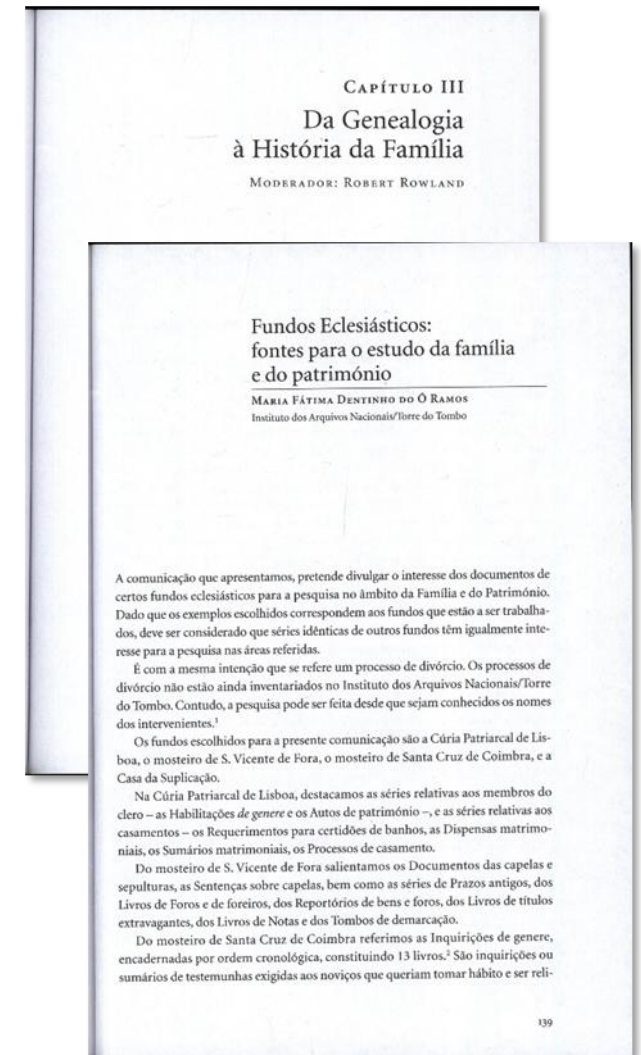 CAPÍTULO III
Da Genealogia
à História da Família
MODERADOR: ROBERT ROWLAND
Fundos Eclesiásticos:
fontes para o estudo da família
e do património
MARIA FÁTIMA DENTINHO DO Ó RAMOS
Instituto dos Arquivos Nacionais/Torre do Tombo
A comunicação que apresentamos, pretende divulgar o interesse dos documentos de
certos fundos eclesiásticos para a pesquisa no âmbito da Família e do Património.
Dado que os exemplos escolhidos correspondem aos fundos que estão a ser trabalha-
dos, deve ser considerado que séries idênticas de outros fundos têm igualmente inte-
resse para a pesquisa nas áreas referidas.
É com a mesma intenção que se refere um processo de divórcio. Os processos de
divórcio não estão ainda inventariados no Instituto dos Arquivos Nacionais/Torre
do Tombo. Contudo, a pesquisa pode ser feita desde que sejam conhecidos os nomes
dos intervenientes.¹
Os fundos escolhidos para a presente comunicação são a Cúria Patriarcal de Lis-
boa, o mosteiro de S. Vicente de Fora, o mosteiro de Santa Cruz de Coimbra, e a
Casa da Suplicação.
Na Cúria Patriarcal de Lisboa, destacamos as séries relativas aos membros do
clero – as Habilitações de genere e os Autos de património –, e as séries relativas aos
casamentos – os Requerimentos para certidões de banhos, as Dispensas matrimo-
niais, os Sumários matrimoniais, os Processos de casamento.
Do mosteiro de S. Vicente de Fora salientamos os Documentos das capelas e
sepulturas, as Sentenças sobre capelas, bem como as séries de Prazos antigos, dos
Livros de Foros e de foreiros, dos Reportórios de bens e foros, dos Livros de títulos
extravagantes, dos Livros de Notas e dos Tombos de demarcação.
Do mosteiro de Santa Cruz de Coimbra referimos as Inquirições de genere,
encadernadas por ordem cronológica, constituindo 13 livros.² São inquirições ou
sumários de testemunhas exigidas aos noviços que queriam tomar hábito e ser reli-
139